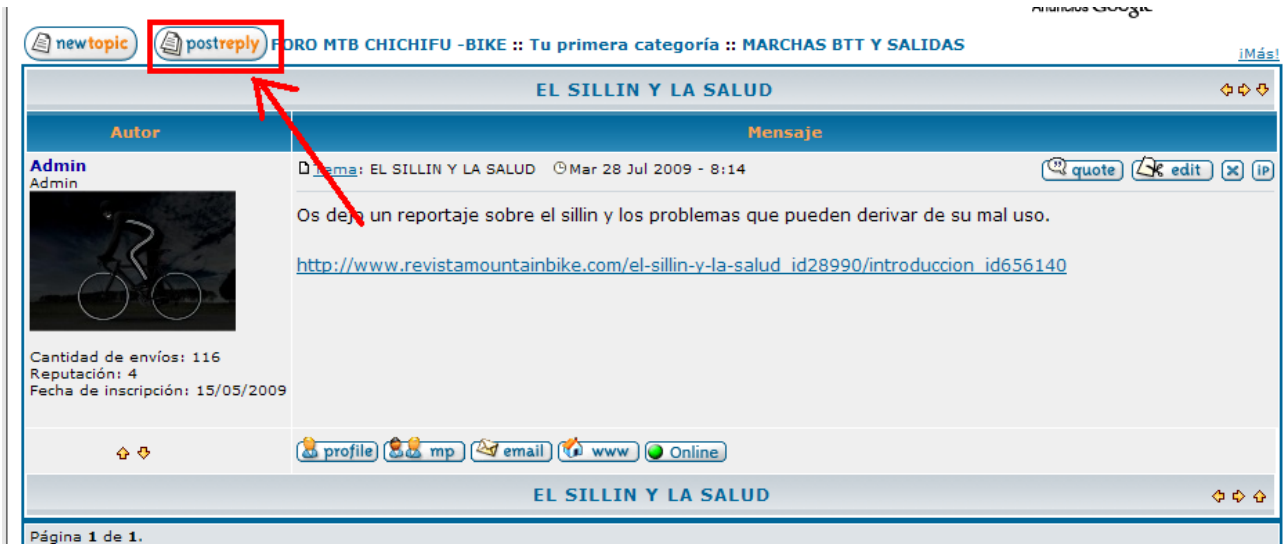 Anuncios Google
newtopic postreply FORO MTB CHICHIFU -BIKE :: Tu primera categoría :: MARCHAS BTT Y SALIDAS
¡Más!
EL SILLIN Y LA SALUD
Autor Mensaje
Admin
Admin
Tema: EL SILLIN Y LA SALUD Mar 28 Jul 2009 - 8:14 quote edit X IP
Os dejo un reportaje sobre el sillin y los problemas que pueden derivar de su mal uso.
http://www.revistamountainbike.com/el-sillin-y-la-salud_id28990/introduccion_id656140
Cantidad de envíos: 116
Reputación: 4
Fecha de inscripción: 15/05/2009
profile mp email www Online
EL SILLIN Y LA SALUD
Página 1 de 1.